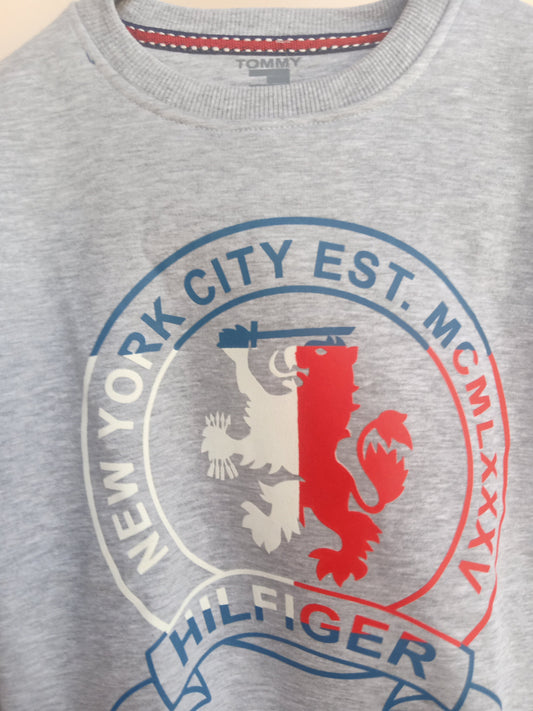 TOMMY
NEW YORK CITY EST. MCMLXXXV
HILFIGER